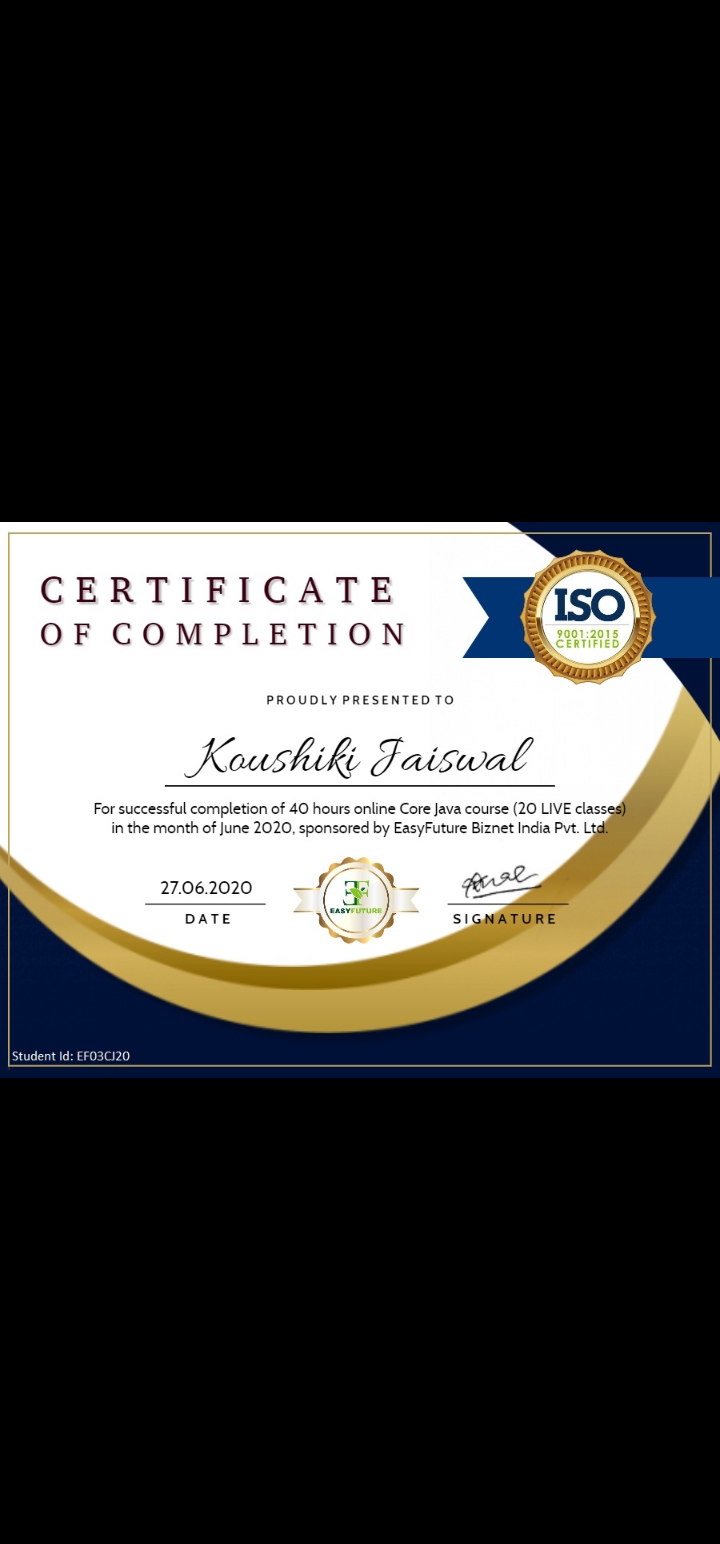 CERTIFICATE
OF COMPLETION
ISO
9001:2015
CERTIFIED
PROUDLY PRESENTED TO
Koushiki Jaiswal
For successful completion of 40 hours online Core Java course (20 LIVE classes)
in the month of June 2020, sponsored by EasyFuture Biznet India Pvt. Ltd.
27.06.2020
DATE
EF
EASYFUTURE
SIGNATURE
Student Id: EF03CJ20